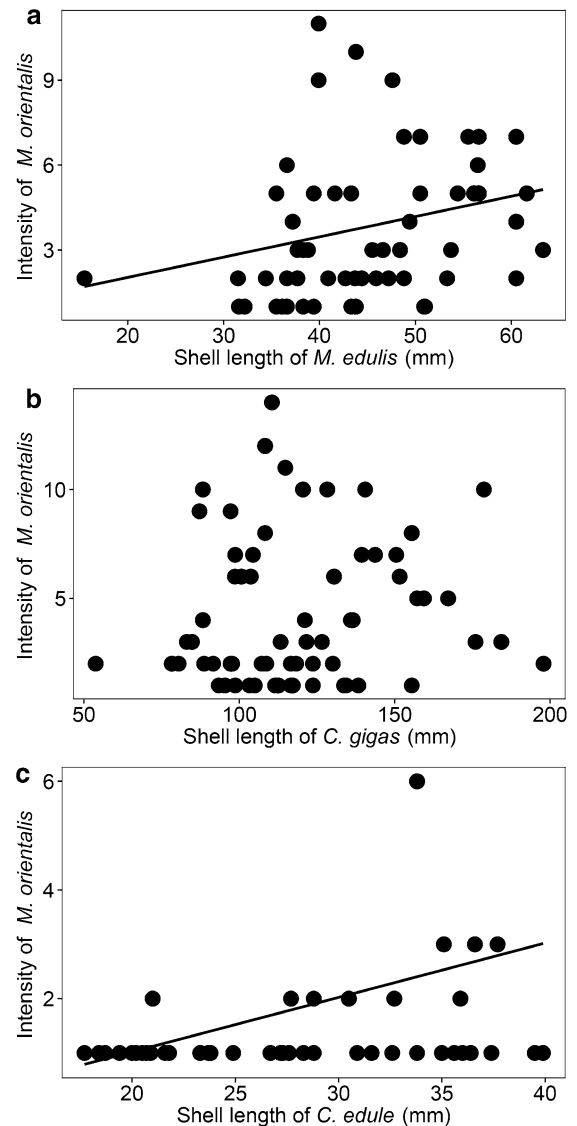 a
Intensity of M. orientalis
9
6
3
20 30 40 50 60
Shell length of M. edulis (mm)
b
Intensity of M. orientalis
10
5
50 100 150 200
Shell length of C. gigas (mm)
c
Intensity of M. orientalis
6
4
2
20 25 30 35 40
Shell length of C. edule (mm)